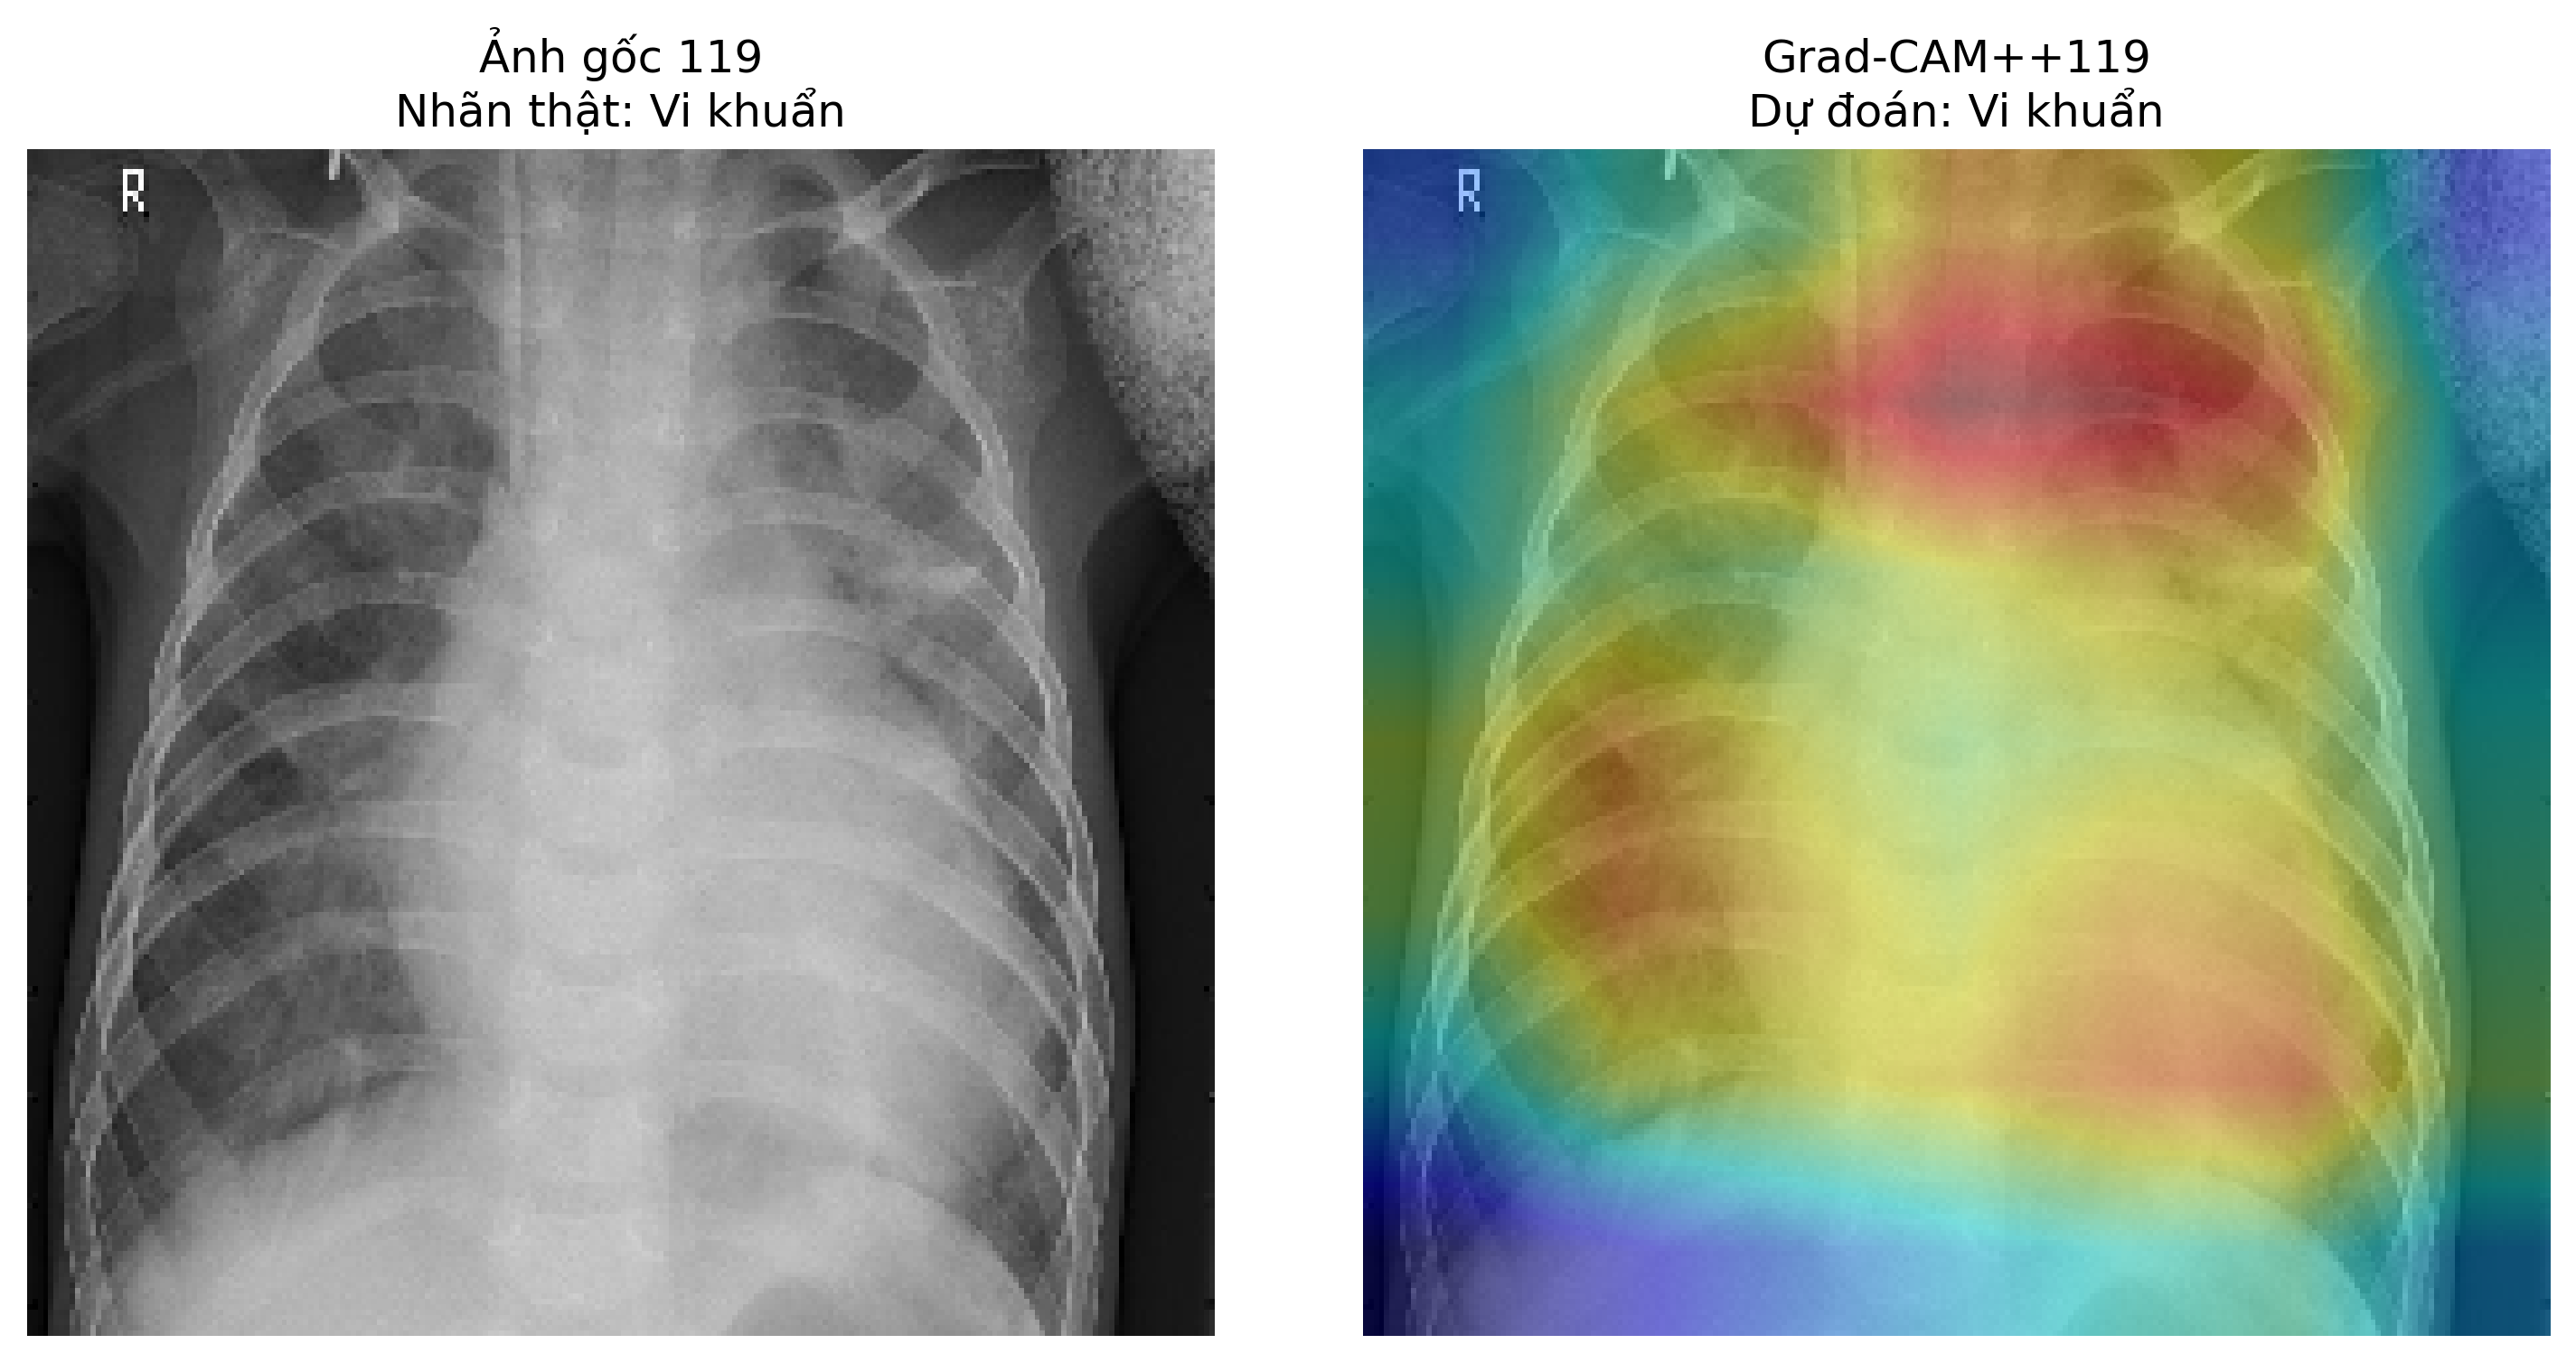 Ảnh gốc 119
Nhãn thật: Vi khuẩn
R
Grad-CAM++119
Dự đoán: Vi khuẩn
R